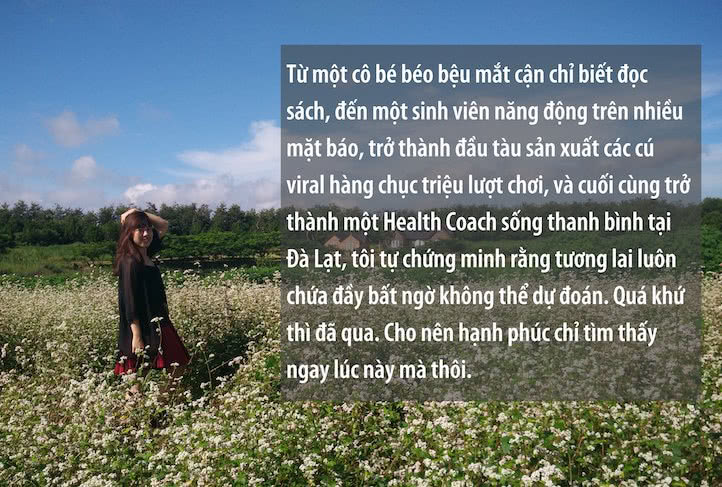 Từ một cô bé béo bệu mắt cận chỉ biết đọc
sách, đến một sinh viên năng động trên nhiều
mặt báo, trở thành đầu tàu sản xuất các cú
viral hàng chục triệu lượt chơi, và cuối cùng trở
thành một Health Coach sống thanh bình tại
Đà Lạt, tôi tự chứng minh rằng tương lai luôn
chứa đầy bất ngờ không thể dự đoán. Quá khứ
thì đã qua. Cho nên hạnh phúc chỉ tìm thấy
ngay lúc này mà thôi.